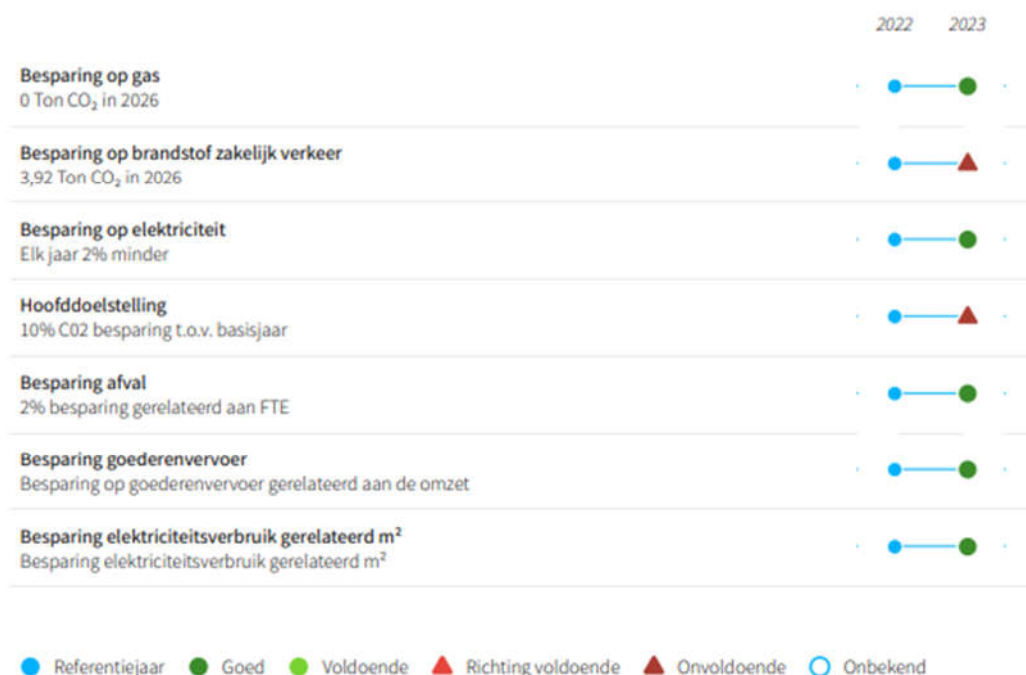 2022 2023
Besparing op gas
0 Ton CO₂ in 2026
Besparing op brandstof zakelijk verkeer
3,92 Ton CO₂ in 2026
Besparing op elektriciteit
Elk jaar 2% minder
Hoofddoelstelling
10% C02 besparing t.o.v. basisjaar
Besparing afval
2% besparing gerelateerd aan FTE
Besparing goederenvervoer
Besparing op goederenvervoer gerelateerd aan de omzet
Besparing elektriciteitsverbruik gerelateerd m²
Besparing elektriciteitsverbruik gerelateerd m²
Referentiejaar Goed Voldoende Richting voldoende Onvoldoende Onbekend